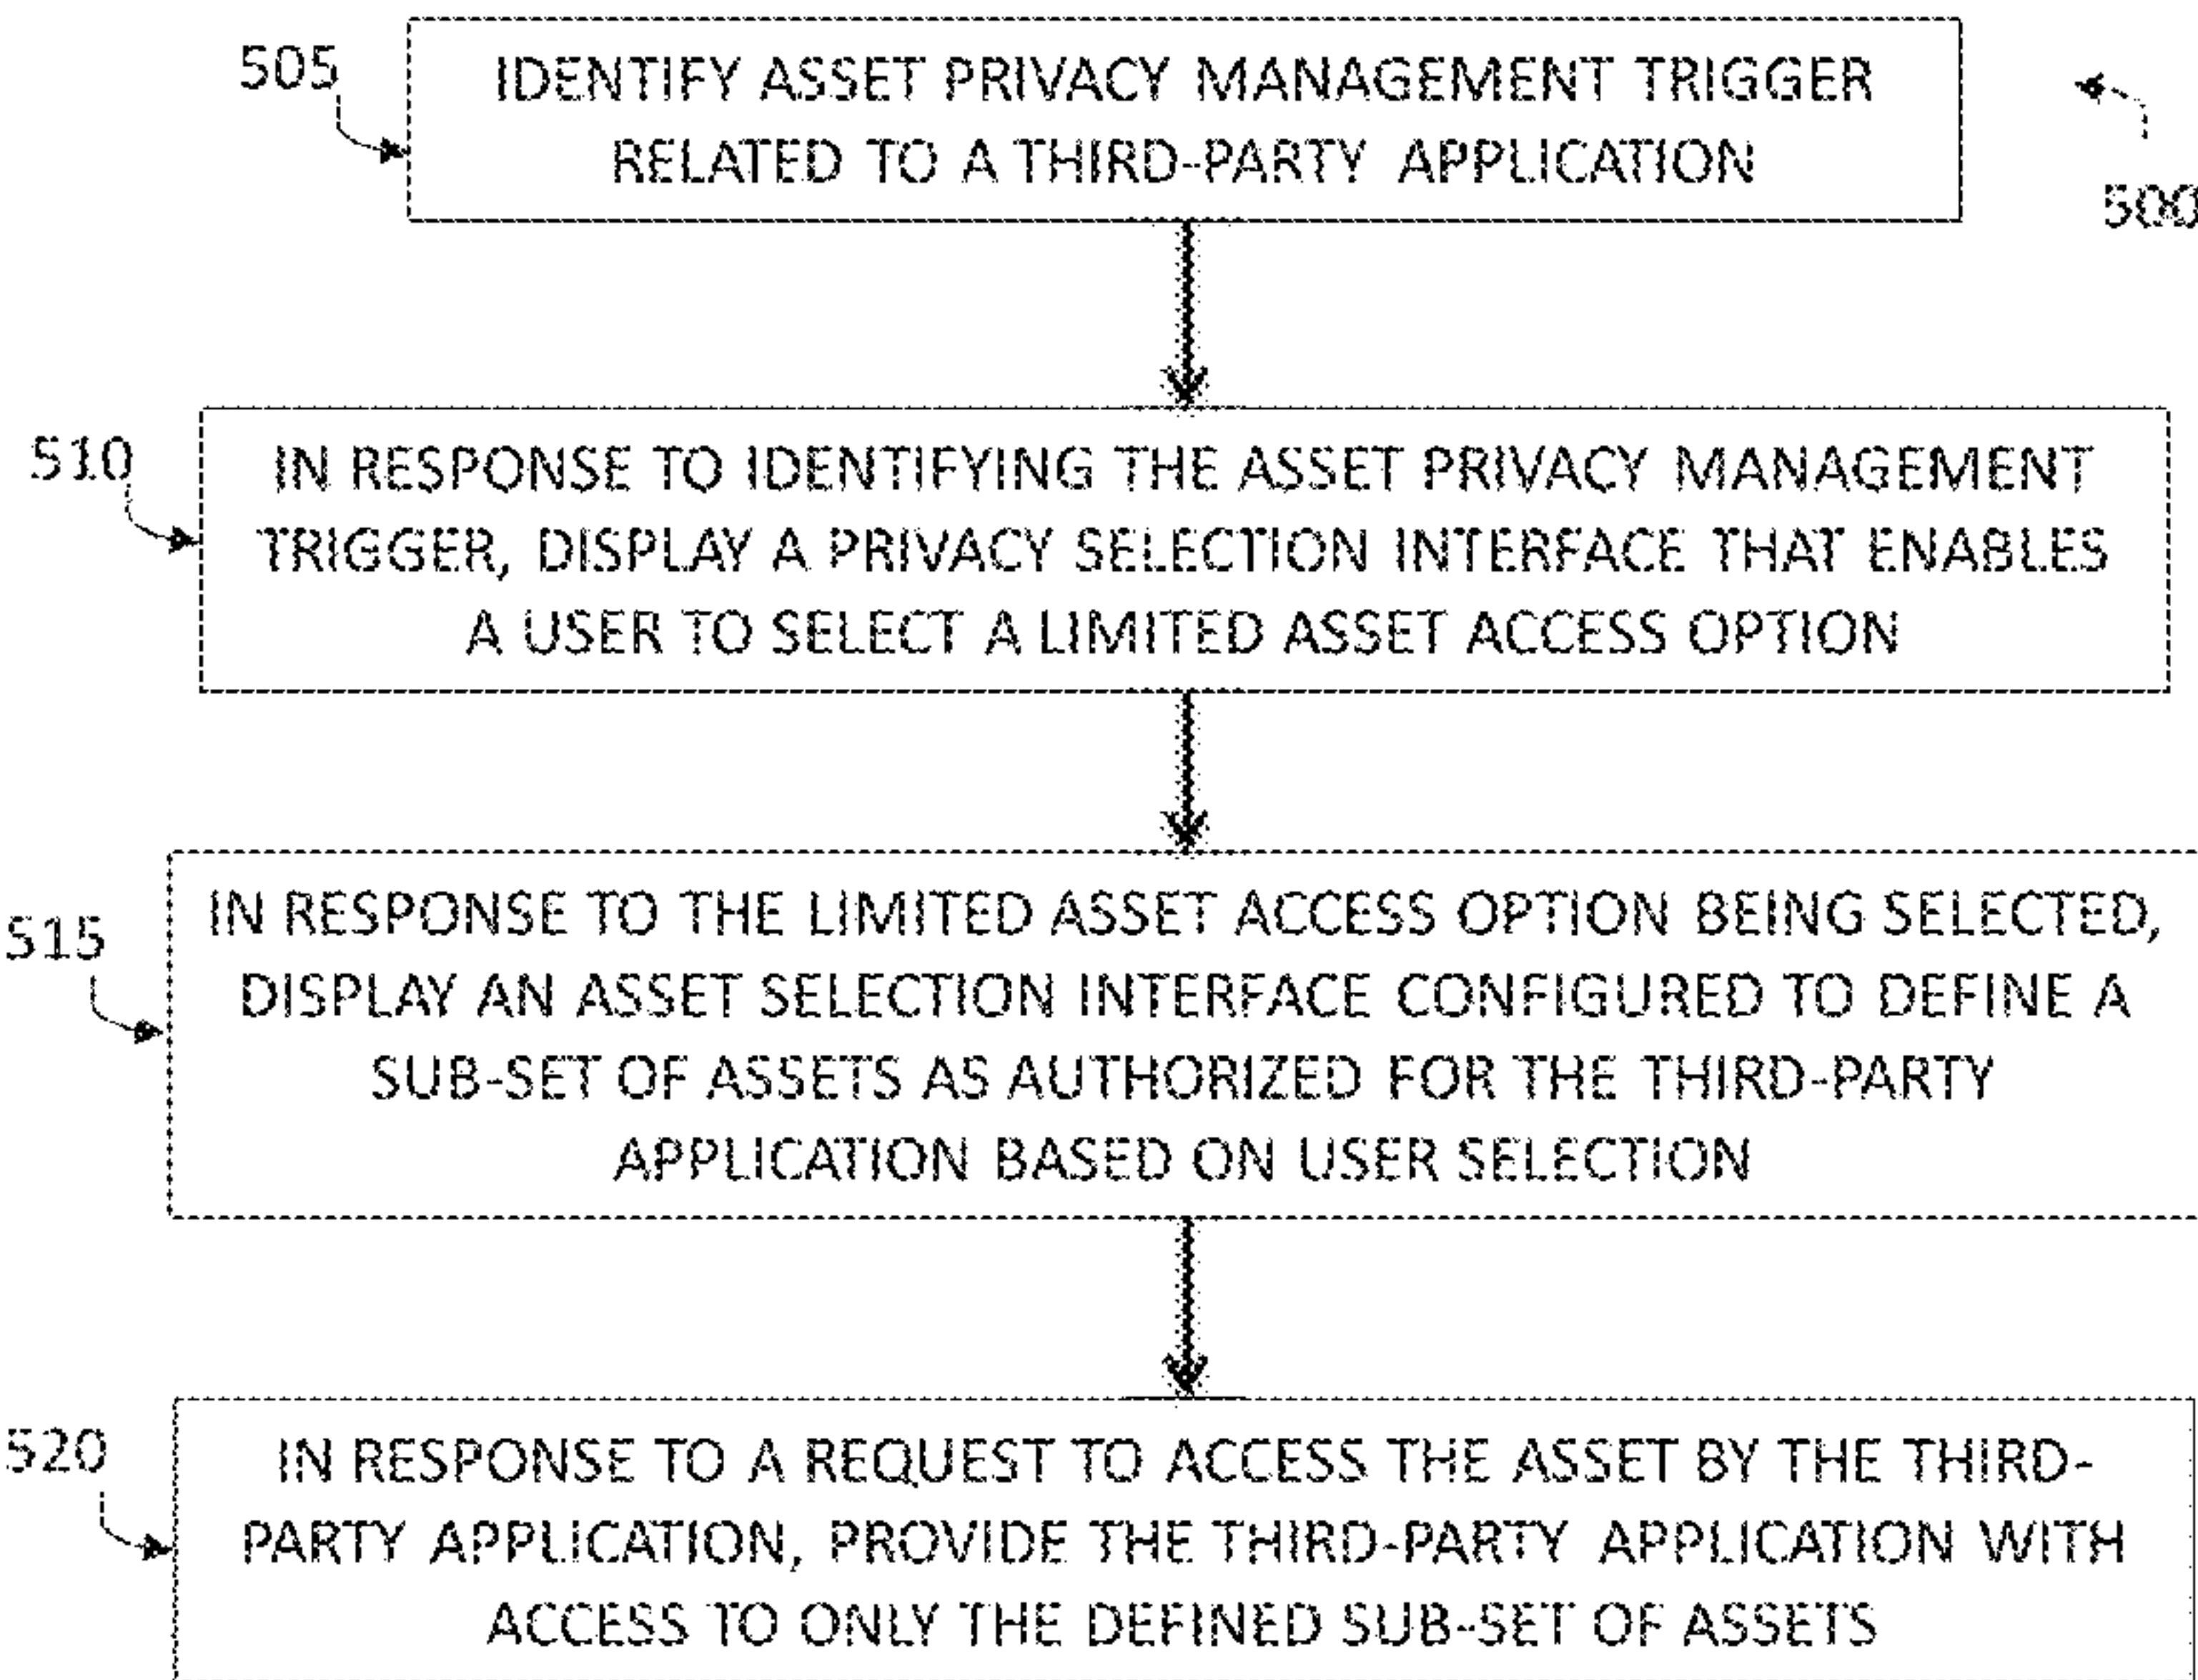 505
IDENTIFY ASSET PRIVACY MANAGEMENT TRIGGER
RELATED TO A THIRD-PARTY APPLICATION
500
510
IN RESPONSE TO IDENTIFYING THE ASSET PRIVACY MANAGEMENT
TRIGGER, DISPLAY A PRIVACY SELECTION INTERFACE THAT ENABLES
A USER TO SELECT A LIMITED ASSET ACCESS OPTION
515
IN RESPONSE TO THE LIMITED ASSET ACCESS OPTION BEING SELECTED,
DISPLAY AN ASSET SELECTION INTERFACE CONFIGURED TO DEFINE A
SUB-SET OF ASSETS AS AUTHORIZED FOR THE THIRD-PARTY
APPLICATION BASED ON USER SELECTION
520
IN RESPONSE TO A REQUEST TO ACCESS THE ASSET BY THE THIRD-
PARTY APPLICATION, PROVIDE THE THIRD-PARTY APPLICATION WITH
ACCESS TO ONLY THE DEFINED SUB-SET OF ASSETS